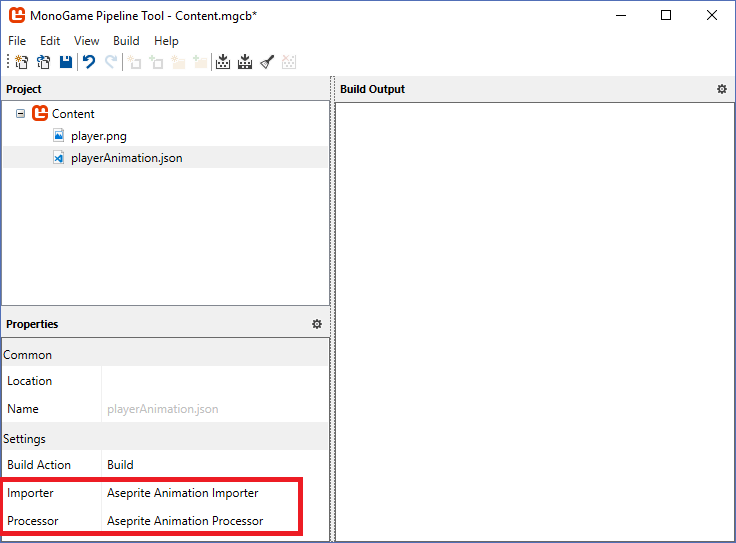 MonoGame Pipeline Tool - Content.mgcb*
File Edit View Build Help
Project
Content
player.png
playerAnimation.json
Properties
Common
Location
Name playerAnimation.json
Settings
Build Action Build
Importer Aseprite Animation Importer
Processor Aseprite Animation Processor
Build Output